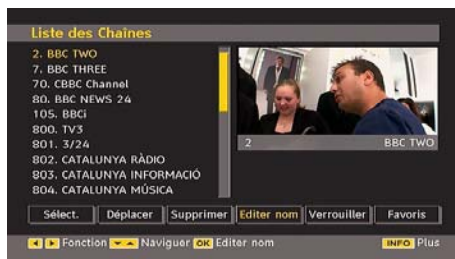 Liste des Chaînes
2. BBC TWO
7. BBC THREE
70. CBBC Channel
80. BBC NEWS 24
105. BBCi
800. TV3
801. 3/24
802. CATALUNYA RÀDIO
803. CATALUNYA INFORMACIÓ
804. CATALUNYA MÚSICA
2 BBC TWO
Sélect. Déplacer Supprimer Editer nom Verrouiller Favoris
Fonction Naviguer OK Editer nom INFO Plus